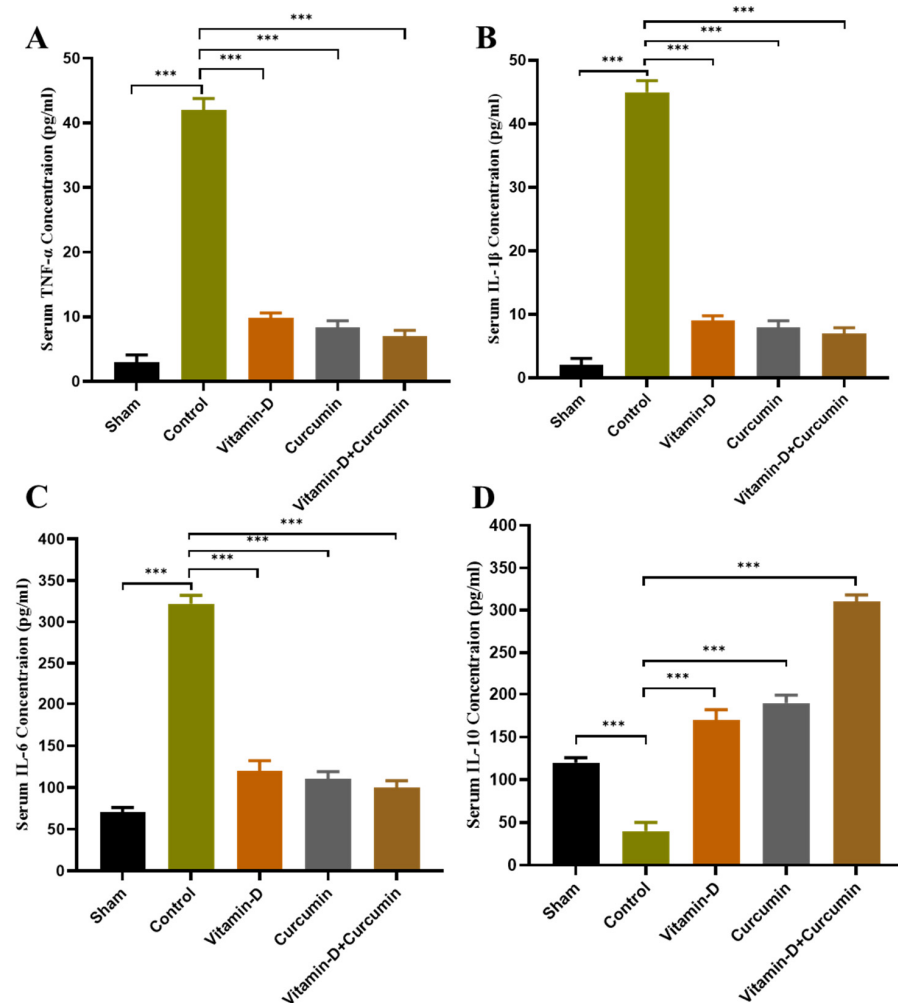 A
Serum TNF-α Concentraion (pg/ml)
50
40
30
20
10
0
***
***
***
***
Sham
Control
Vitamin-D
Curcumin
Vitamin-D+Curcumin
B
Serum IL-1β Concentraion (pg/ml)
50
40
30
20
10
0
***
***
***
***
Sham
Control
Vitamin-D
Curcumin
Vitamin-D+Curcumin
C
Serum IL-6 Concentraion (pg/ml)
400
350
300
250
200
150
100
50
0
***
***
***
***
Sham
Control
Vitamin-D
Curcumin
Vitamin-D+Curcumin
D
Serum IL-10 Concentraion (pg/ml)
400
350
300
250
200
150
100
50
0
***
***
***
***
Sham
Control
Vitamin-D
Curcumin
Vitamin-D+Curcumin